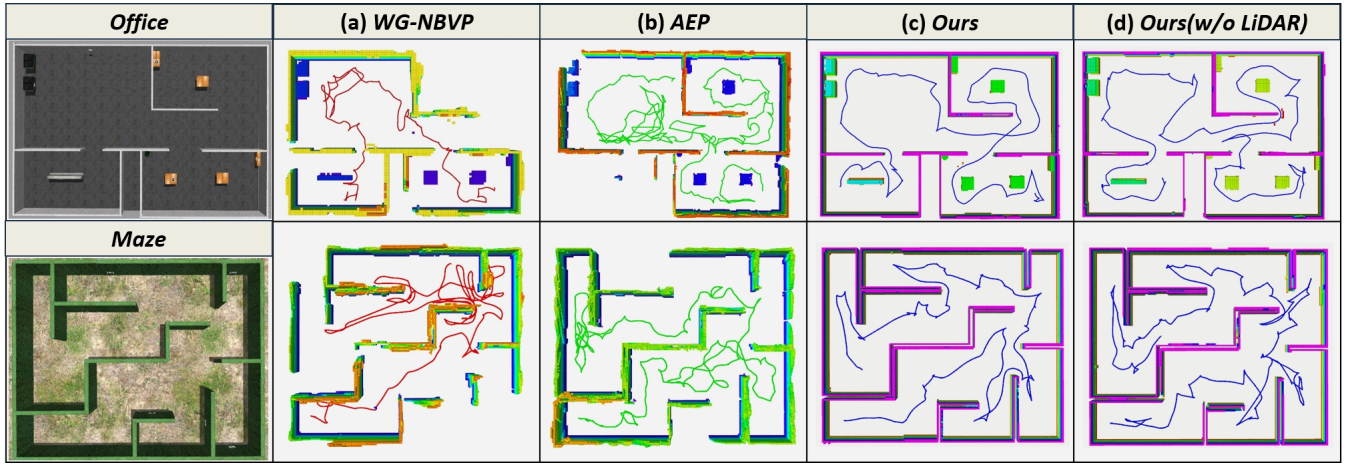 Office
(a) WG-NBVP
(b) AEP
(c) Ours
(d) Ours(w/o LiDAR)
Maze